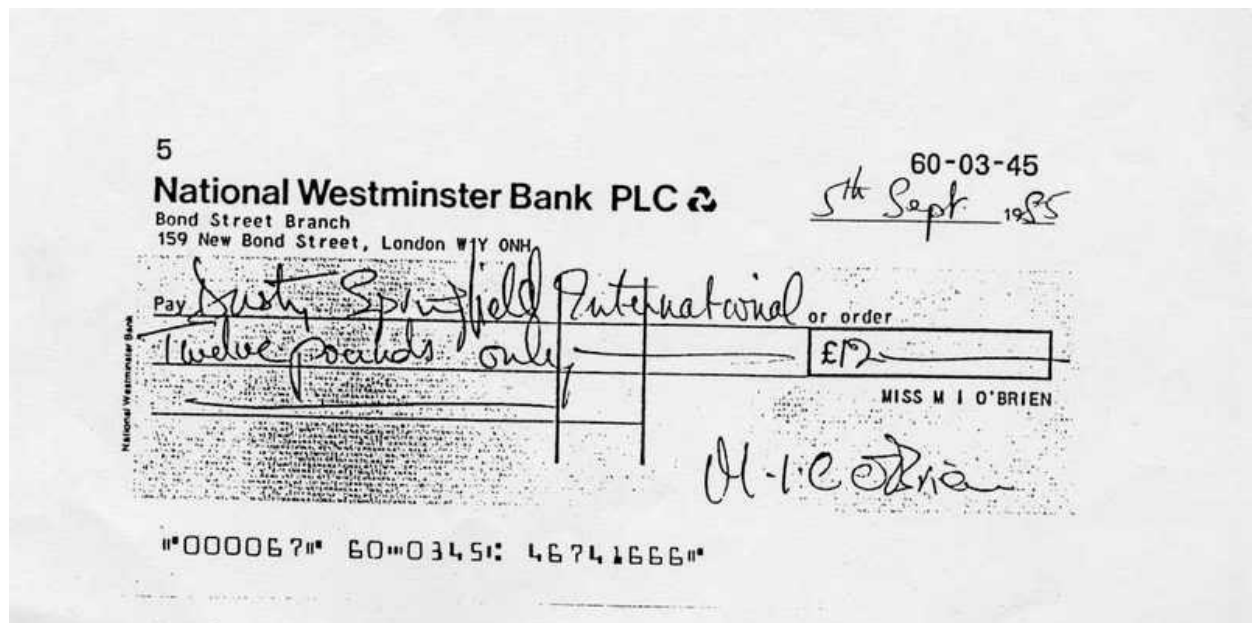 5
60-03-45
National Westminster Bank PLC
5th Sept 1985
Bond Street Branch
159 New Bond Street, London W1Y 0NH
Pay Dusty Springfield International or order
Twelve pounds only £12
MISS M I O'BRIEN
National Westminster Bank
M.I.C O'Brien
⑈000067⑈ 60⑉0345⑆ 46741666⑈